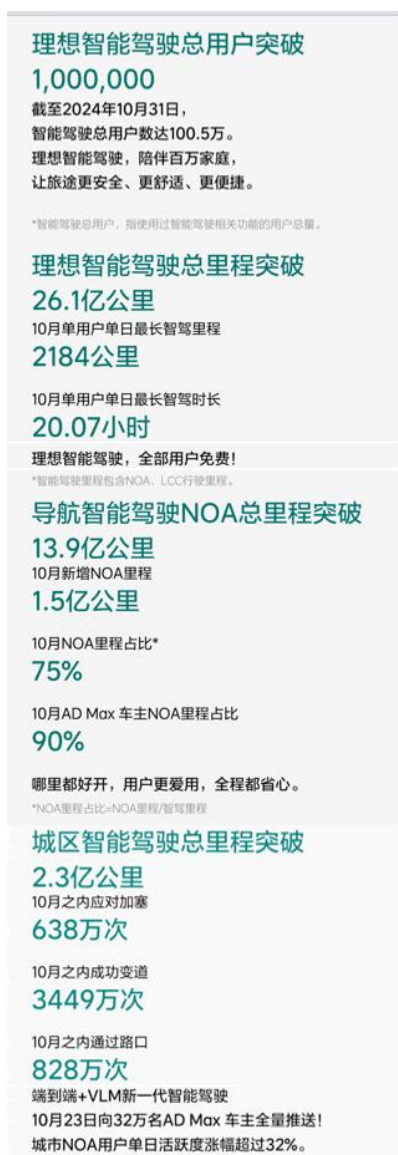 理想智能驾驶总用户突破
1,000,000
截至2024年10月31日，
智能驾驶总用户数达100.5万。
理想智能驾驶，陪伴百万家庭，
让旅途更安全、更舒适、更便捷。
*智能驾驶总用户，指使用过智能驾驶相关功能的用户总量。
理想智能驾驶总里程突破
26.1亿公里
10月单用户单日最长智驾里程
2184公里
10月单用户单日最长智驾时长
20.07小时
理想智能驾驶，全部用户免费！
*智能驾驶里程包含NOA、LCC行驶里程。
导航智能驾驶NOA总里程突破
13.9亿公里
10月新增NOA里程
1.5亿公里
10月NOA里程占比*
75%
10月AD Max 车主NOA里程占比
90%
哪里都好开，用户更爱用，全程都省心。
*NOA里程占比=NOA里程/智驾里程
城区智能驾驶总里程突破
2.3亿公里
10月之内应对加塞
638万次
10月之内成功变道
3449万次
10月之内通过路口
828万次
端到端+VLM新一代智能驾驶
10月23日向32万名AD Max 车主全量推送！
城市NOA用户单日活跃度涨幅超过32%。